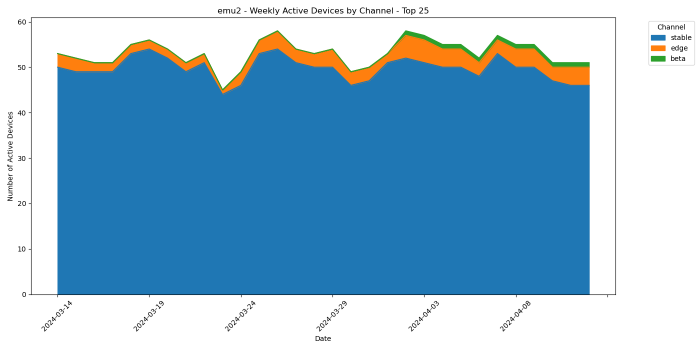 emu2 - Weekly Active Devices by Channel - Top 25
Channel
stable
edge
beta
Number of Active Devices
60
50
40
30
20
10
0
2024-03-14
2024-03-19
2024-03-24
2024-03-29
2024-04-03
2024-04-08
Date